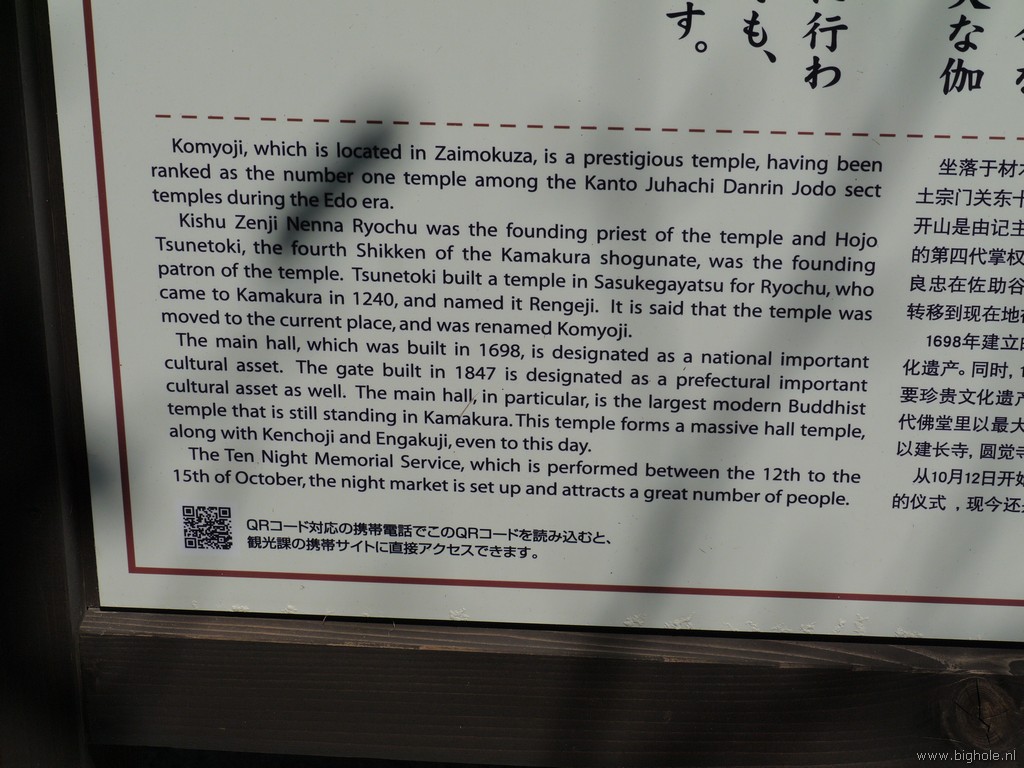 行わ
も、
す。
な伽
Komyoji, which is located in Zaimokuza, is a prestigious temple, having been
ranked as the number one temple among the Kanto Juhachi Danrin Jodo sect
temples during the Edo era.
Kishu Zenji Nenna Ryochu was the founding priest of the temple and Hojo
Tsunetoki, the fourth Shikken of the Kamakura shogunate, was the founding
patron of the temple. Tsunetoki built a temple in Sasukegayatsu for Ryochu, who
came to Kamakura in 1240, and named it Rengeji. It is said that the temple was
moved to the current place, and was renamed Komyoji.
The main hall, which was built in 1698, is designated as a national important
cultural asset. The gate built in 1847 is designated as a prefectural important
cultural asset as well. The main hall, in particular, is the largest modern Buddhist
temple that is still standing in Kamakura. This temple forms a massive hall temple,
along with Kenchoji and Engakuji, even to this day.
The Ten Night Memorial Service, which is performed between the 12th to the
15th of October, the night market is set up and attracts a great number of people.
QRコード対応の携帯電話でこのQRコードを読み込むと、
観光課の携帯サイトに直接アクセスできます。
坐落于材
土宗门关东十
开山是由记主
的第四代掌权
良忠在佐助谷
转移到现在地
1698年建立
化遗产。同时，
要珍贵文化遗产
代佛堂里以最大
以建长寺，圆觉寺
从10月12日开始
的仪式，现今还
www.bighole.nl